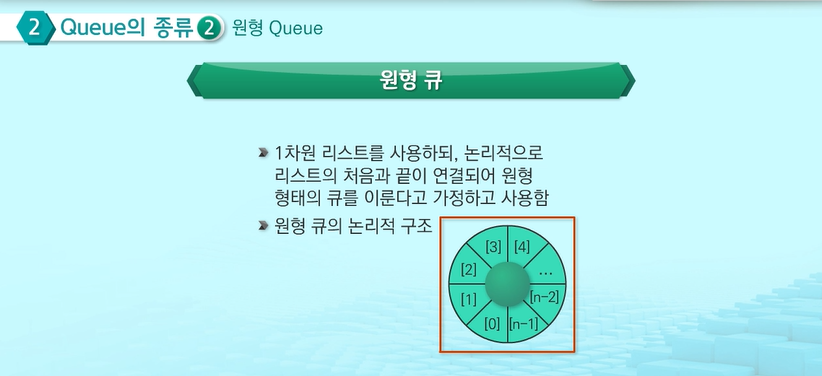 2 Queue의 종류 2 원형 Queue
원형 큐
1차원 리스트를 사용하되, 논리적으로
리스트의 처음과 끝이 연결되어 원형
형태의 큐를 이룬다고 가정하고 사용함
원형 큐의 논리적 구조
[3] [4]
[2] ...
[1] [n-2]
[0] [n-1]